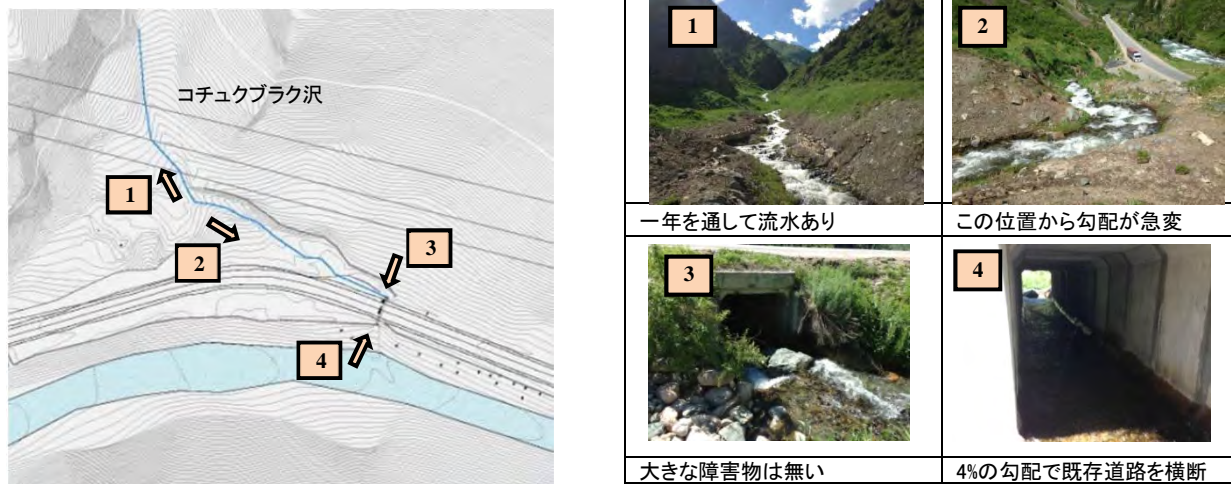 コチュクブラク沢
1
2
3
4
1
2
一年を通して流水あり
この位置から勾配が急変
3
4
大きな障害物は無い
4%の勾配で既存道路を横断